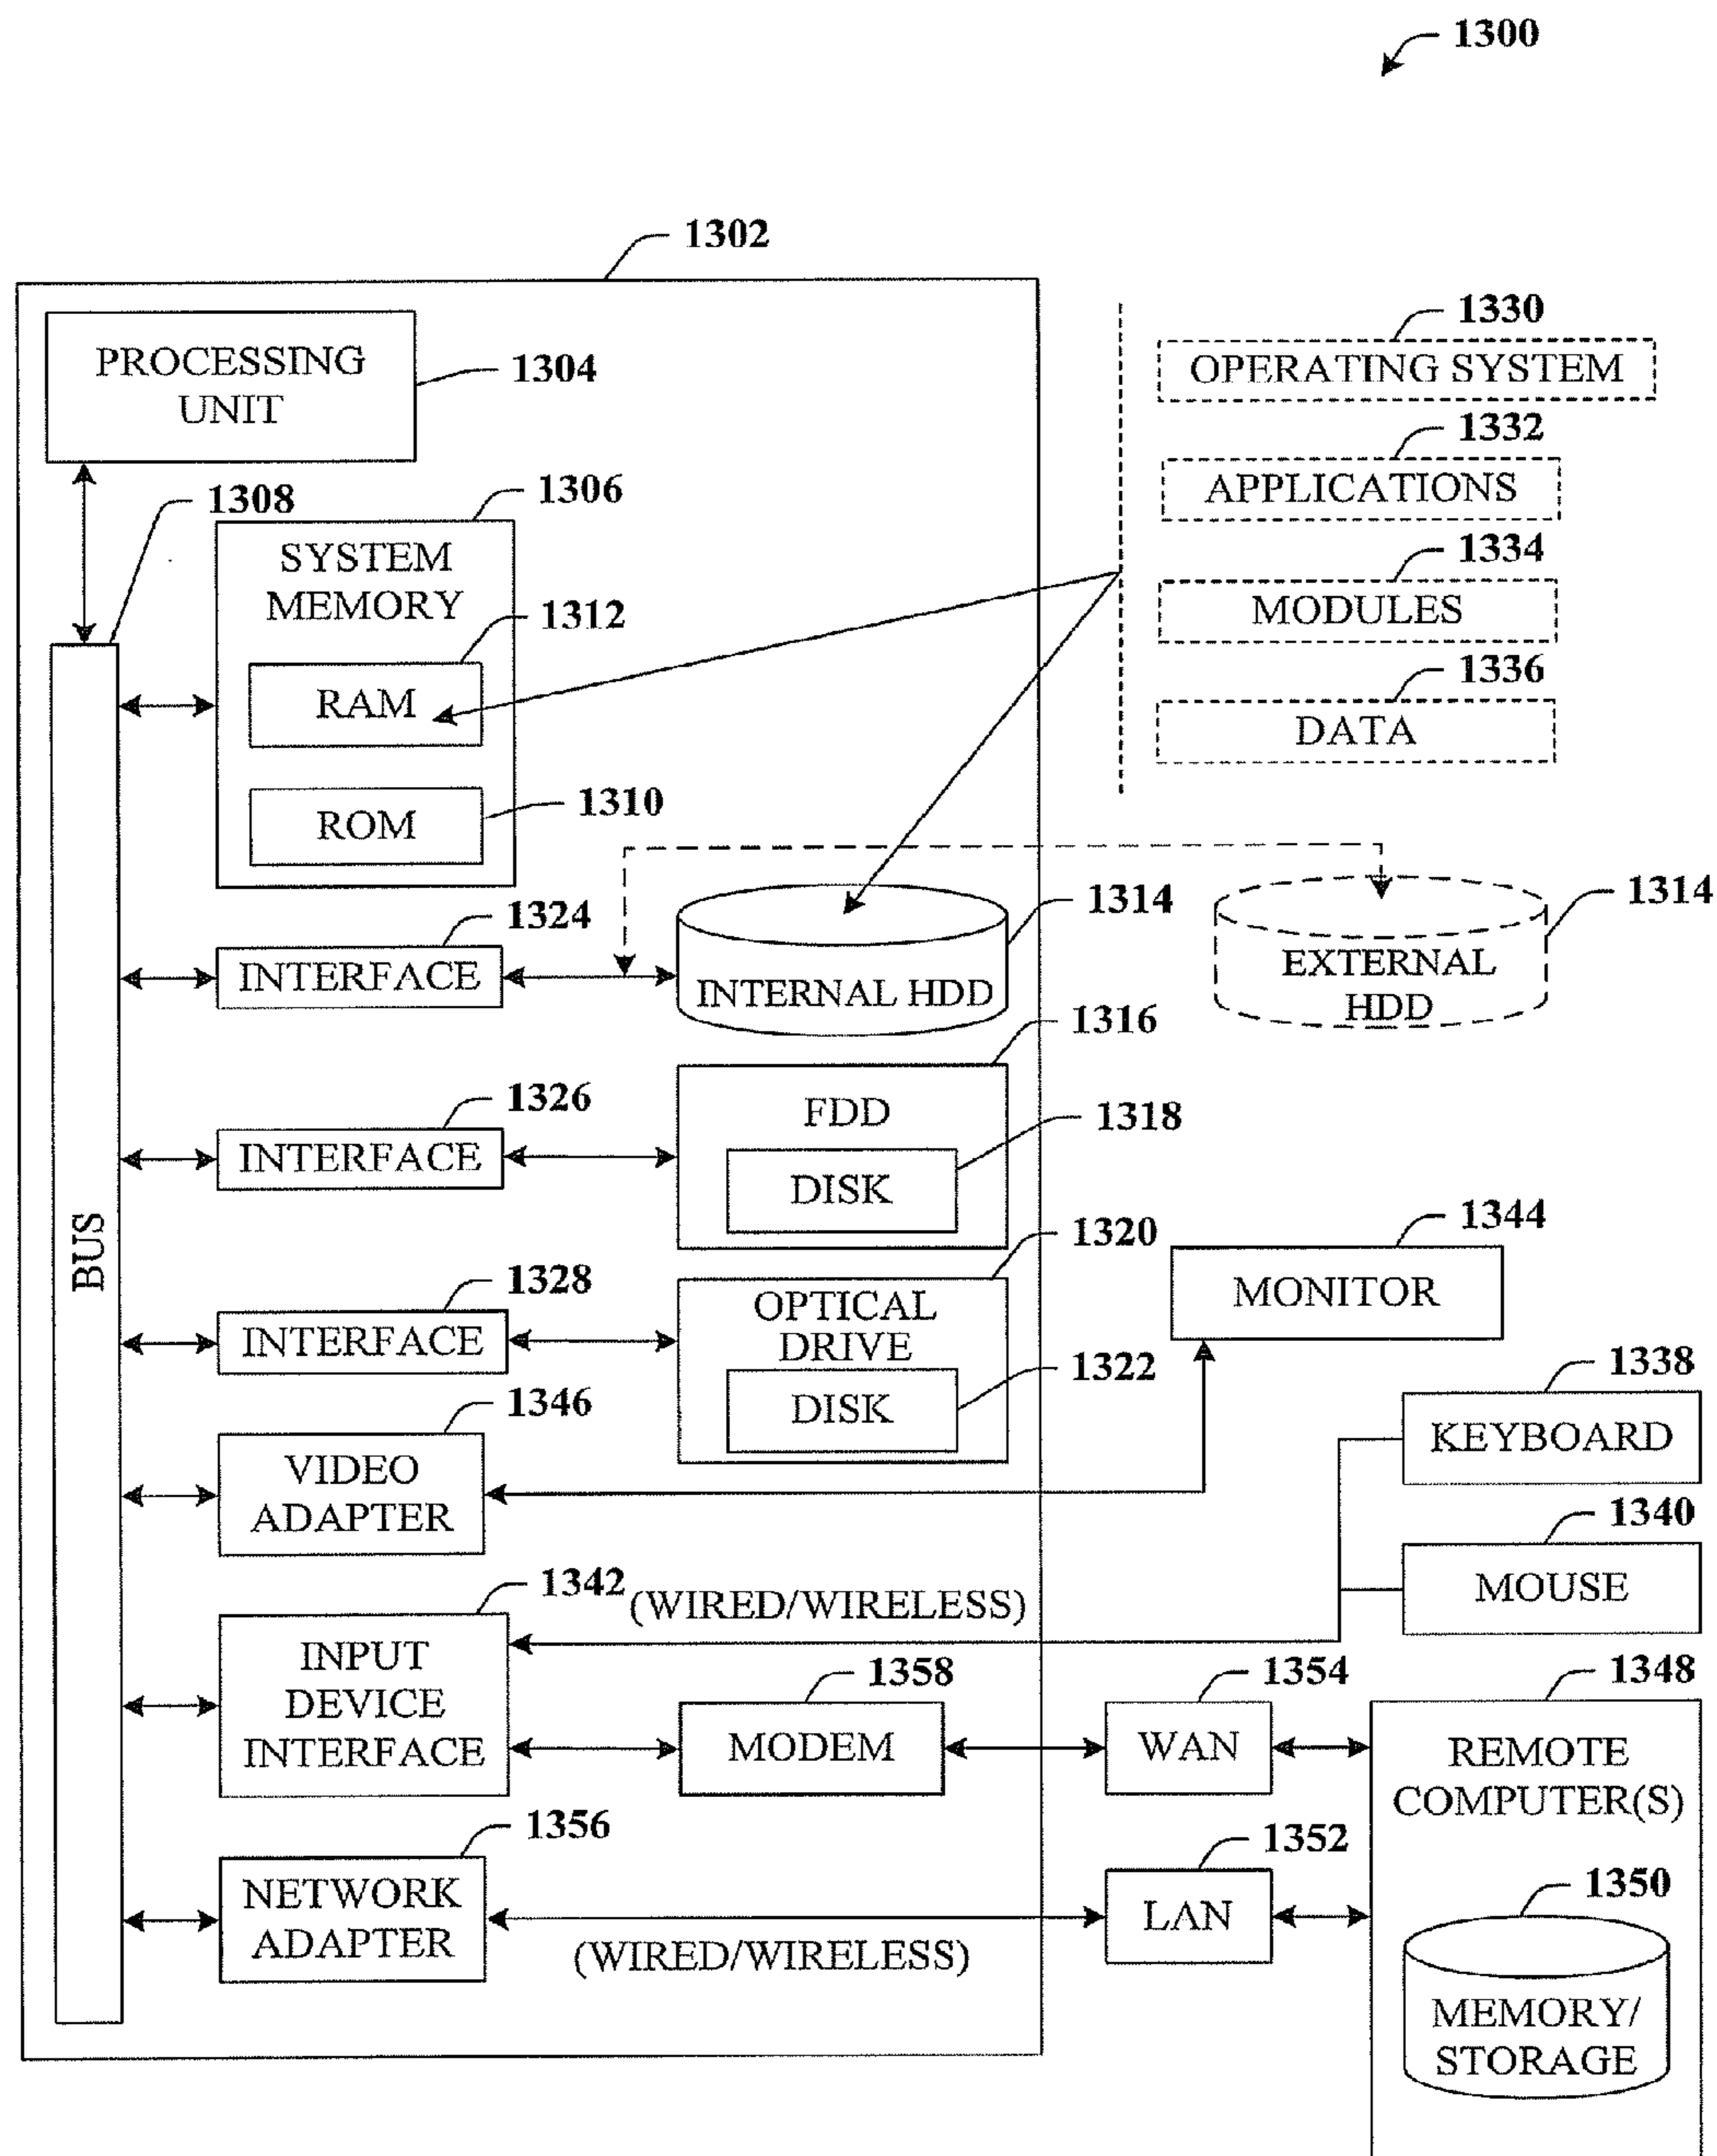 1300
1302
PROCESSING
UNIT
1304
1330
OPERATING SYSTEM
1332
APPLICATIONS
1334
MODULES
1336
DATA
1308
1306
SYSTEM
MEMORY
1312
RAM
1310
ROM
1324
INTERFACE
1314
INTERNAL HDD
1314
EXTERNAL
HDD
1326
INTERFACE
1316
FDD
1318
DISK
BUS
1328
INTERFACE
1320
OPTICAL
DRIVE
1322
DISK
1344
MONITOR
1346
VIDEO
ADAPTER
1338
KEYBOARD
1340
MOUSE
1342
(WIRED/WIRELESS)
INPUT
DEVICE
INTERFACE
1358
MODEM
1354
WAN
1348
REMOTE
COMPUTER(S)
1356
NETWORK
ADAPTER
(WIRED/WIRELESS)
1352
LAN
1350
MEMORY/
STORAGE